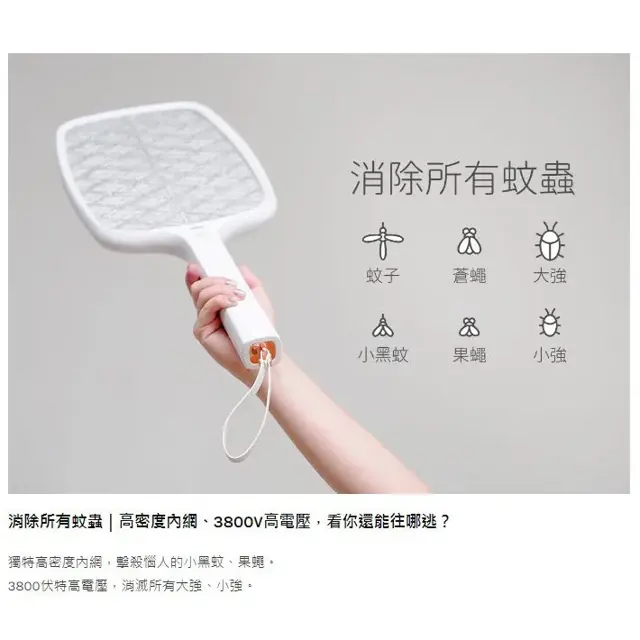 消除所有蚊蟲
蚊子 蒼蠅 大強
小黑蚊 果蠅 小強
消除所有蚊蟲 | 高密度內網、3800V高電壓，看你還能往哪逃？
獨特高密度內網，擊殺惱人的小黑蚊、果蠅。
3800伏特高電壓，消滅所有大強、小強。